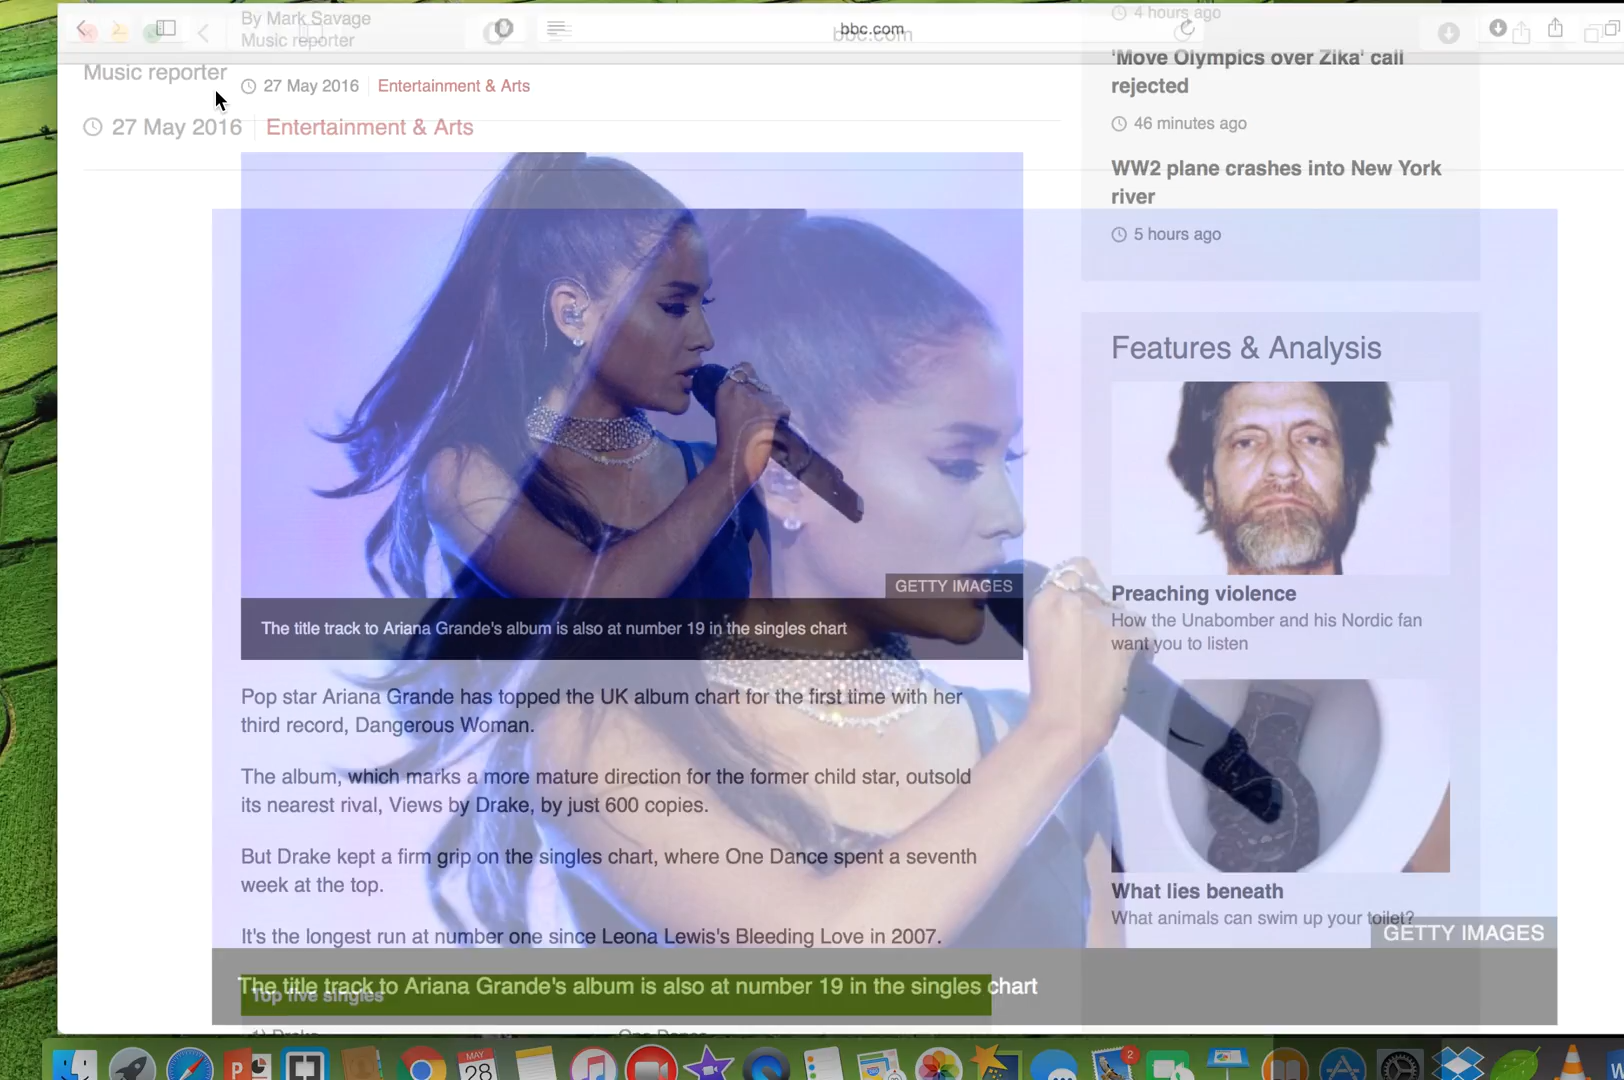 bbc.com
bbc.com
By Mark Savage
Music reporter
Music reporter
27 May 2016 Entertainment & Arts
27 May 2016 Entertainment & Arts
GETTY IMAGES
The title track to Ariana Grande's album is also at number 19 in the singles chart
Pop star Ariana Grande has topped the UK album chart for the first time with her
third record, Dangerous Woman.
The album, which marks a more mature direction for the former child star, outsold
its nearest rival, Views by Drake, by just 600 copies.
But Drake kept a firm grip on the singles chart, where One Dance spent a seventh
week at the top.
It's the longest run at number one since Leona Lewis's Bleeding Love in 2007.
GETTY IMAGES
The title track to Ariana Grande's album is also at number 19 in the singles chart
Top five singles
1) Drake One Dance
4 hours ago
'Move Olympics over Zika' call
rejected
46 minutes ago
WW2 plane crashes into New York
river
5 hours ago
Features & Analysis
Preaching violence
How the Unabomber and his Nordic fan
want you to listen
What lies beneath
What animals can swim up your toilet?
MAY
28
2